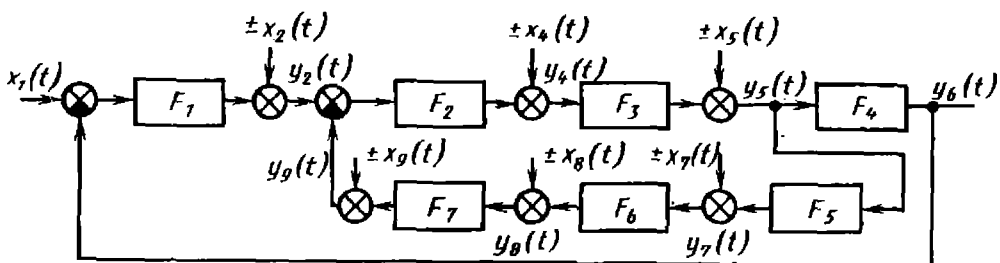 ± x₂(t)
± x₄(t)
± x₅(t)
x₁(t)
F₁
y₂(t)
F₂
y₄(t)
F₃
y₅(t)
F₄
y₆(t)
y₉(t)
± x₉(t)
± x₈(t)
± x₇(t)
F₇
F₆
F₅
y₈(t)
y₇(t)